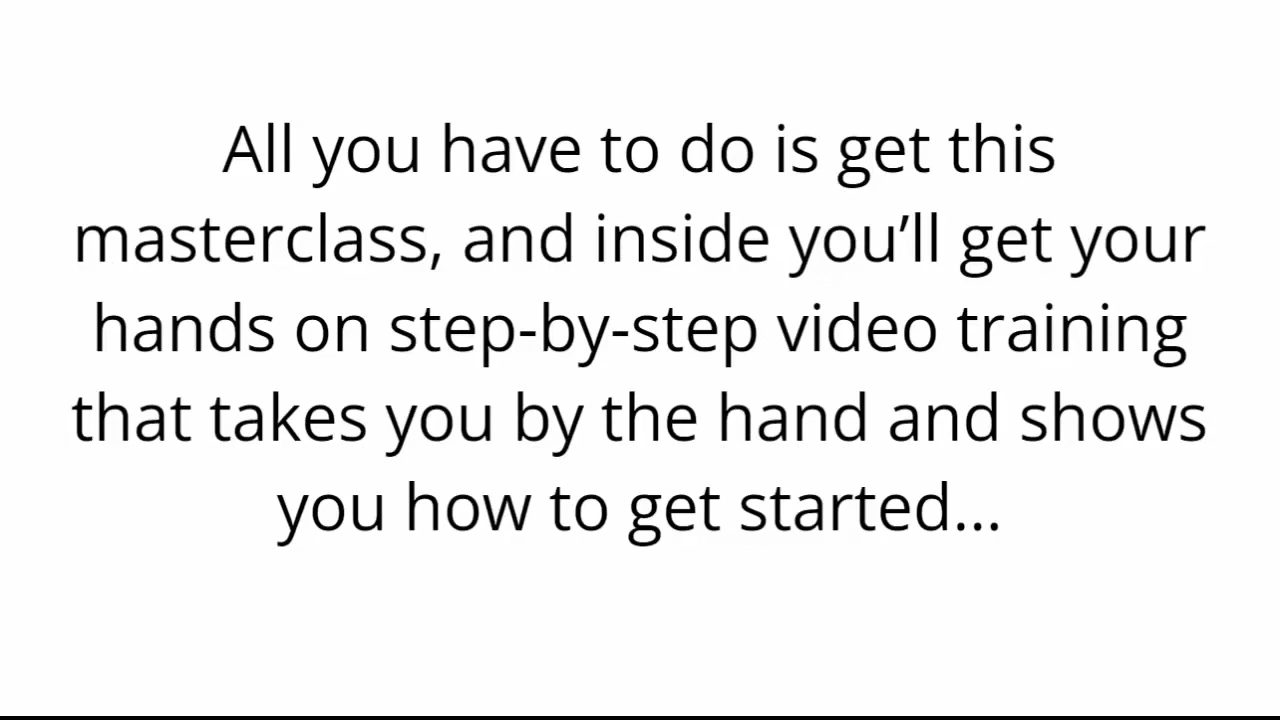 All you have to do is get this
masterclass, and inside you’ll get your
hands on step-by-step video training
that takes you by the hand and shows
you how to get started...